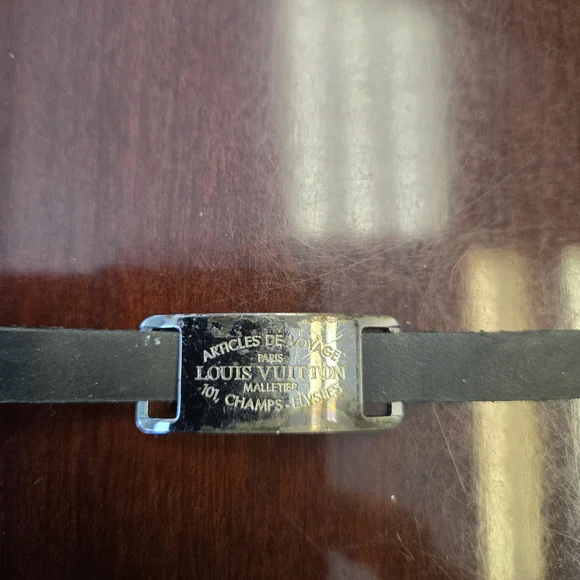 ARTICLES DE VOYAGE
PARIS
LOUIS VUITTON
MALLETIER
101, CHAMPS-ELYSEES